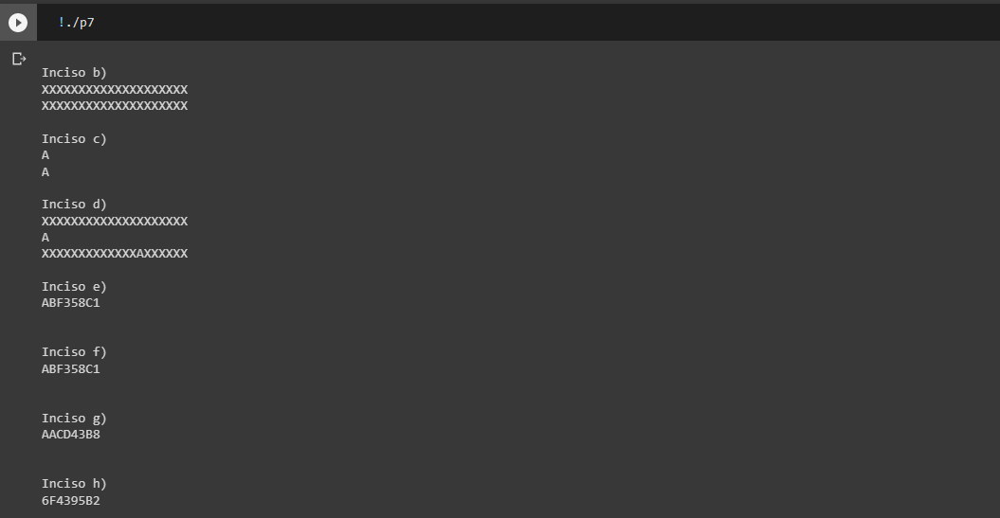 !./p7
Inciso b)
XXXXXXXXXXXXXXXXXXXX
XXXXXXXXXXXXXXXXXXXX
Inciso c)
A
A
Inciso d)
XXXXXXXXXXXXXXXXXXXX
A
XXXXXXXXXXXXXAXXXXXX
Inciso e)
ABF358C1
Inciso f)
ABF358C1
Inciso g)
AACD43B8
Inciso h)
6F4395B2